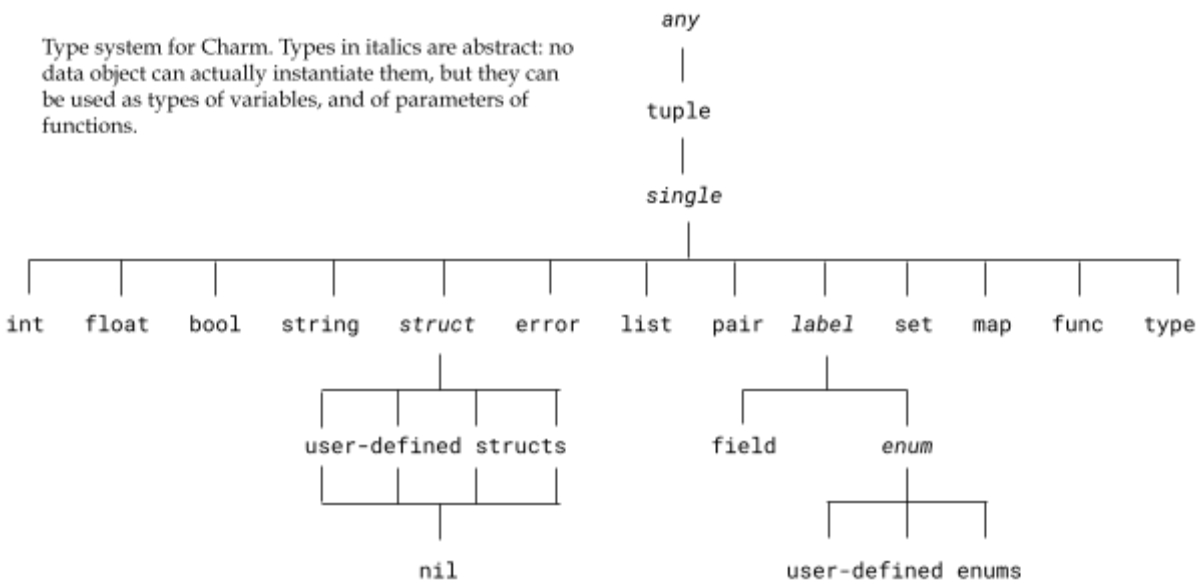 any
Type system for Charm. Types in italics are abstract: no
data object can actually instantiate them, but they can
be used as types of variables, and of parameters of
functions.
tuple
single
int float bool string struct error list pair label set map func type
user-defined structs field enum
nil user-defined enums